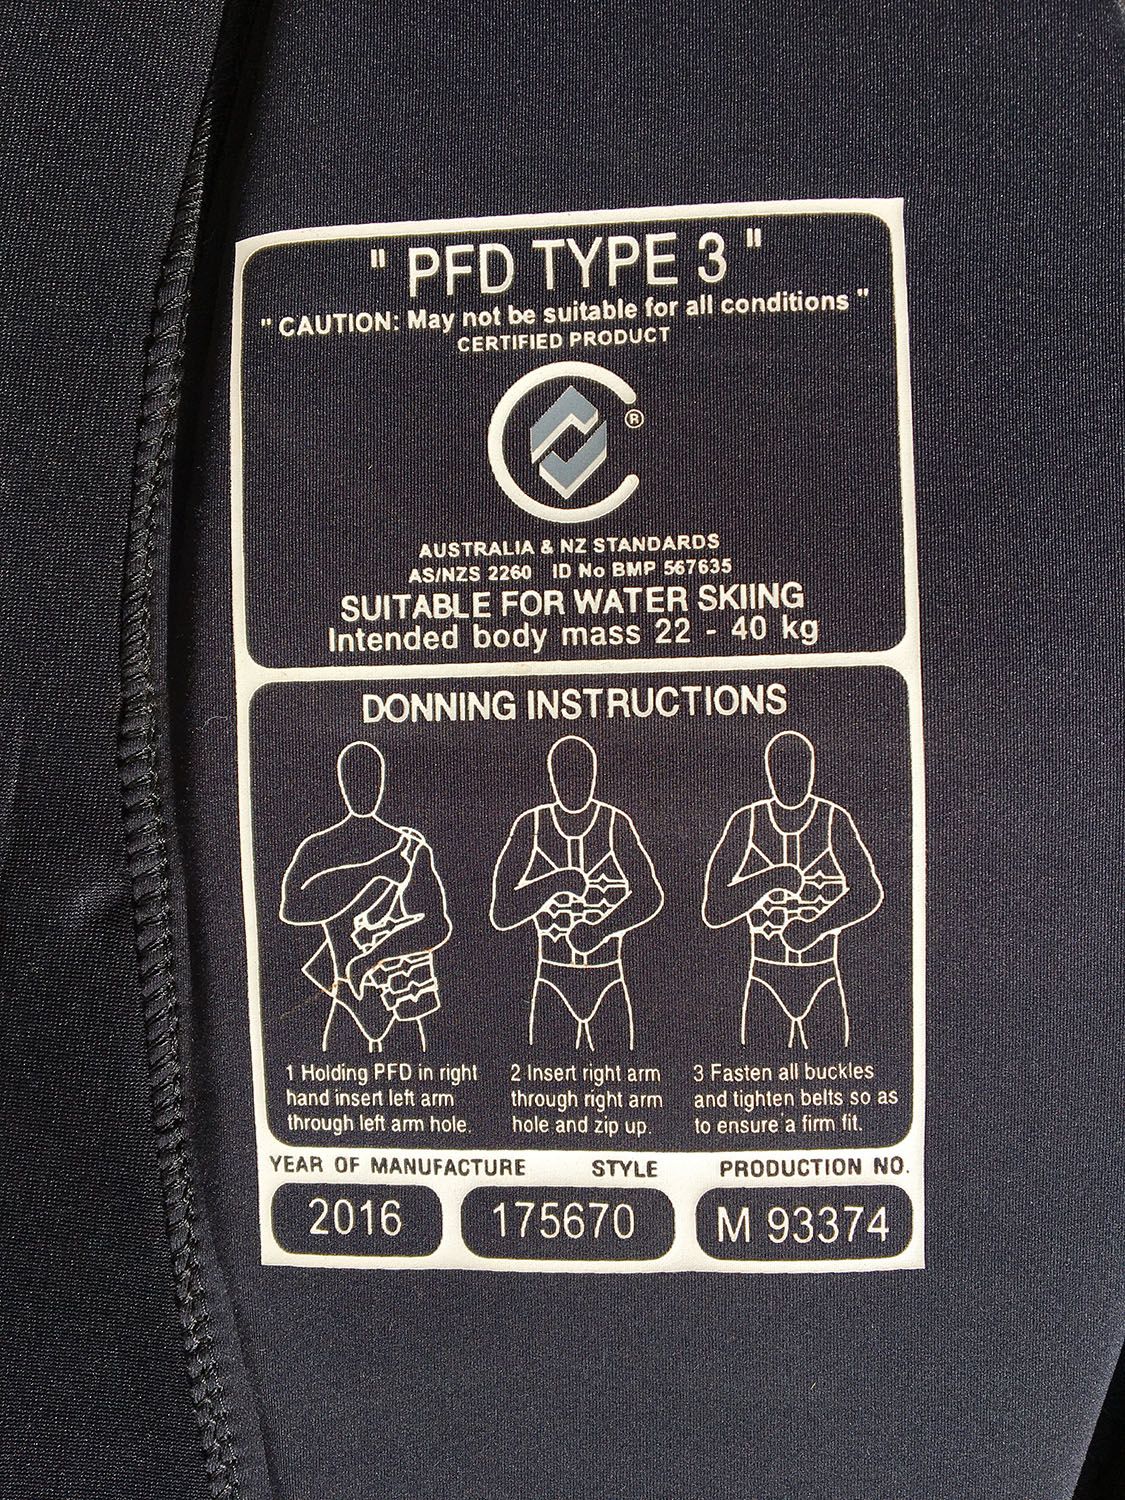 " PFD TYPE 3 "
" CAUTION: May not be suitable for all conditions "
CERTIFIED PRODUCT
®
AUSTRALIA & NZ STANDARDS
AS/NZS 2260 ID No BMP 567635
SUITABLE FOR WATER SKIING
Intended body mass 22 - 40 kg
DONNING INSTRUCTIONS
1 Holding PFD in right
hand insert left arm
through left arm hole.
2 Insert right arm
through right arm
hole and zip up.
3 Fasten all buckles
and tighten belts so as
to ensure a firm fit.
YEAR OF MANUFACTURE STYLE PRODUCTION NO.
2016 175670 M 93374